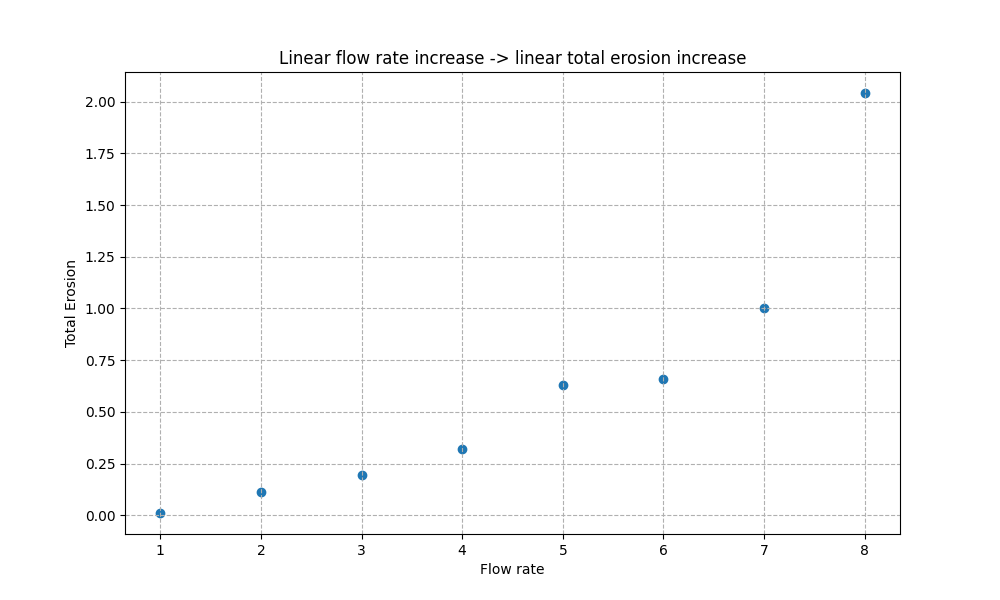 Linear flow rate increase -> linear total erosion increase
2.00
1.75
1.50
1.25
1.00
0.75
0.50
0.25
0.00
Total Erosion
1 2 3 4 5 6 7 8
Flow rate